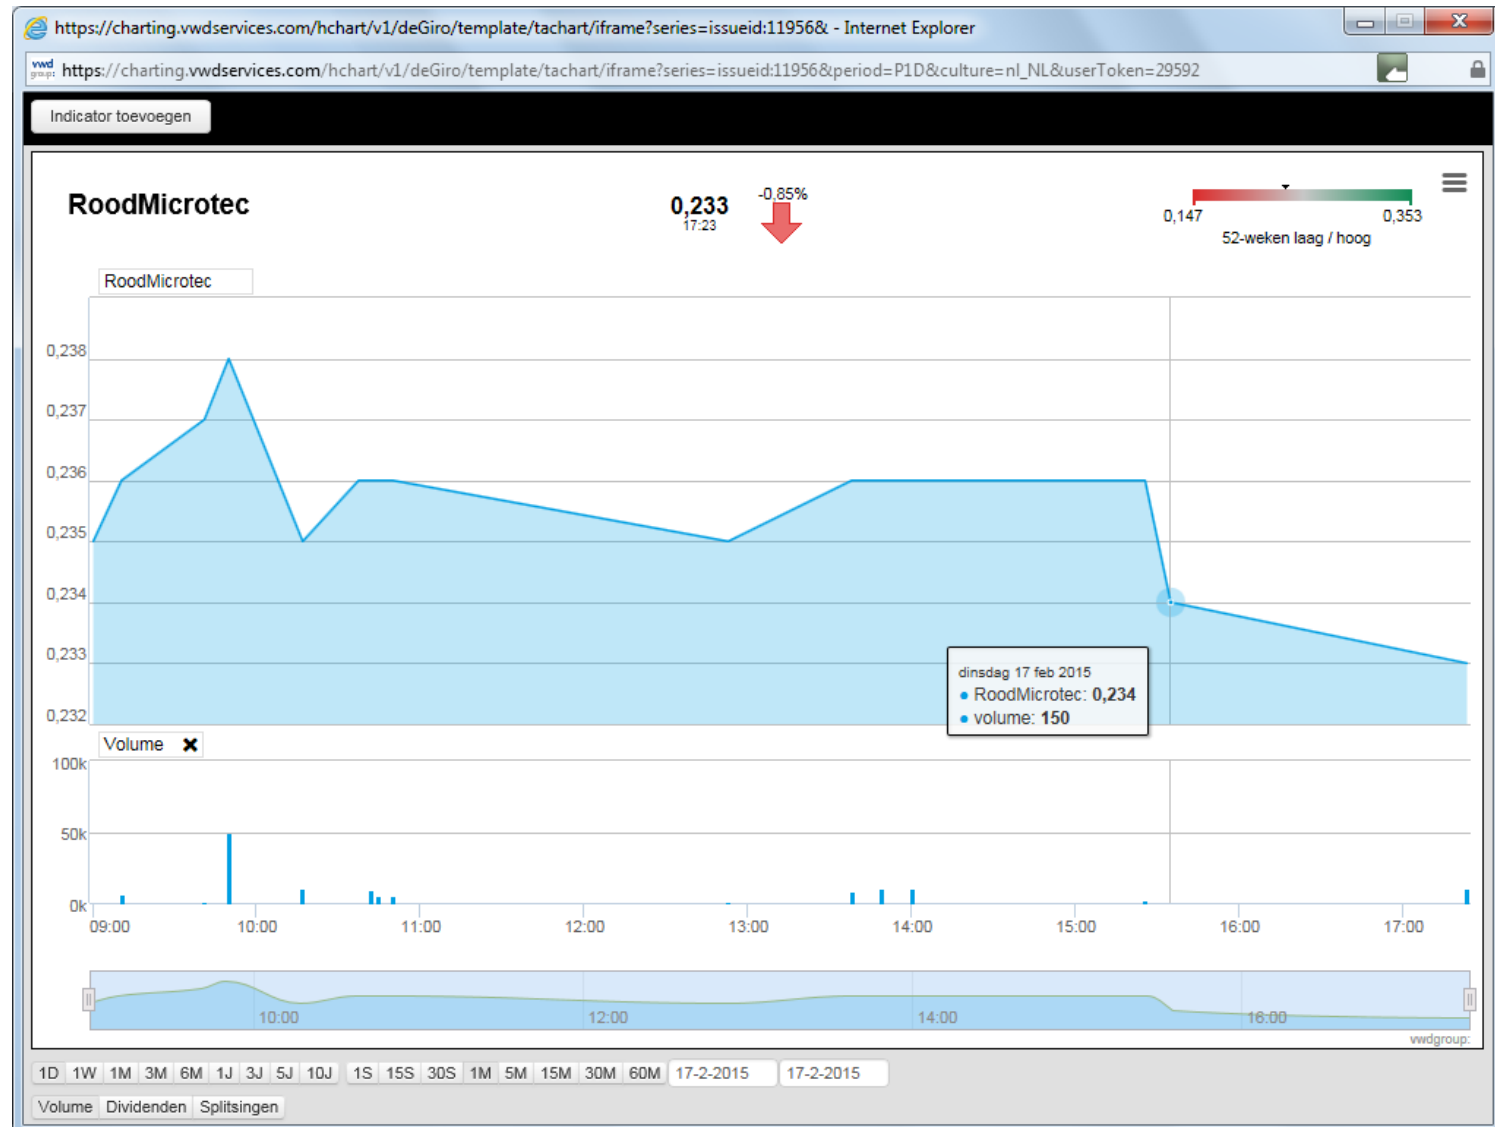 https://charting.vwdservices.com/hchart/v1/deGiro/template/tachart/iframe?series=issueid:11956& - Internet Explorer
vwd group: https://charting.vwdservices.com/hchart/v1/deGiro/template/tachart/iframe?series=issueid:11956&period=P1D&culture=nl_NL&userToken=29592
Indicator toevoegen
RoodMicrotec
0,233
17:23
-0,85%
0,147 0,353
52-weken laag / hoog
RoodMicrotec
0,238
0,237
0,236
0,235
0,234
0,233
0,232
dinsdag 17 feb 2015
RoodMicrotec: 0,234
volume: 150
Volume
100k
50k
0k
09:00 10:00 11:00 12:00 13:00 14:00 15:00 16:00 17:00
10:00 12:00 14:00 16:00
vwdgroup:
1D 1W 1M 3M 6M 1J 3J 5J 10J 1S 15S 30S 1M 5M 15M 30M 60M 17-2-2015 17-2-2015
Volume Dividenden Splitsingen